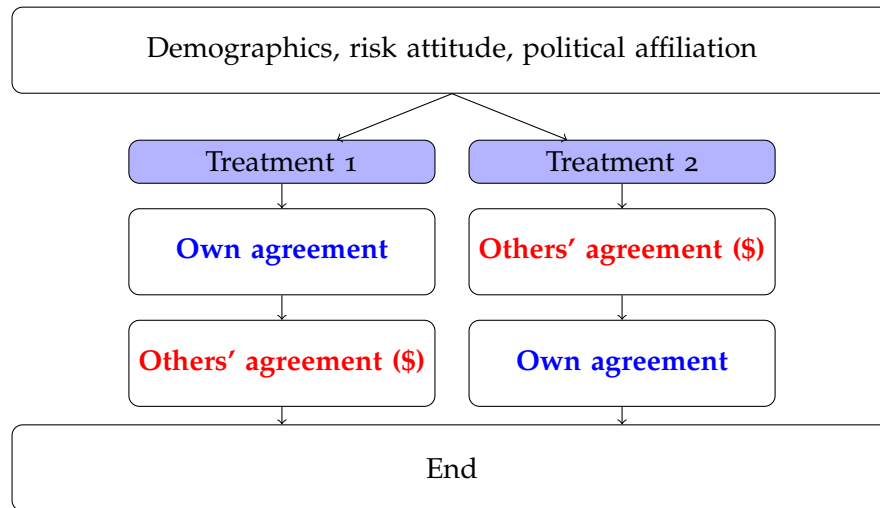 Demographics, risk attitude, political affiliation
Treatment 1
Treatment 2
Own agreement
Others’ agreement ($)
Others’ agreement ($)
Own agreement
End